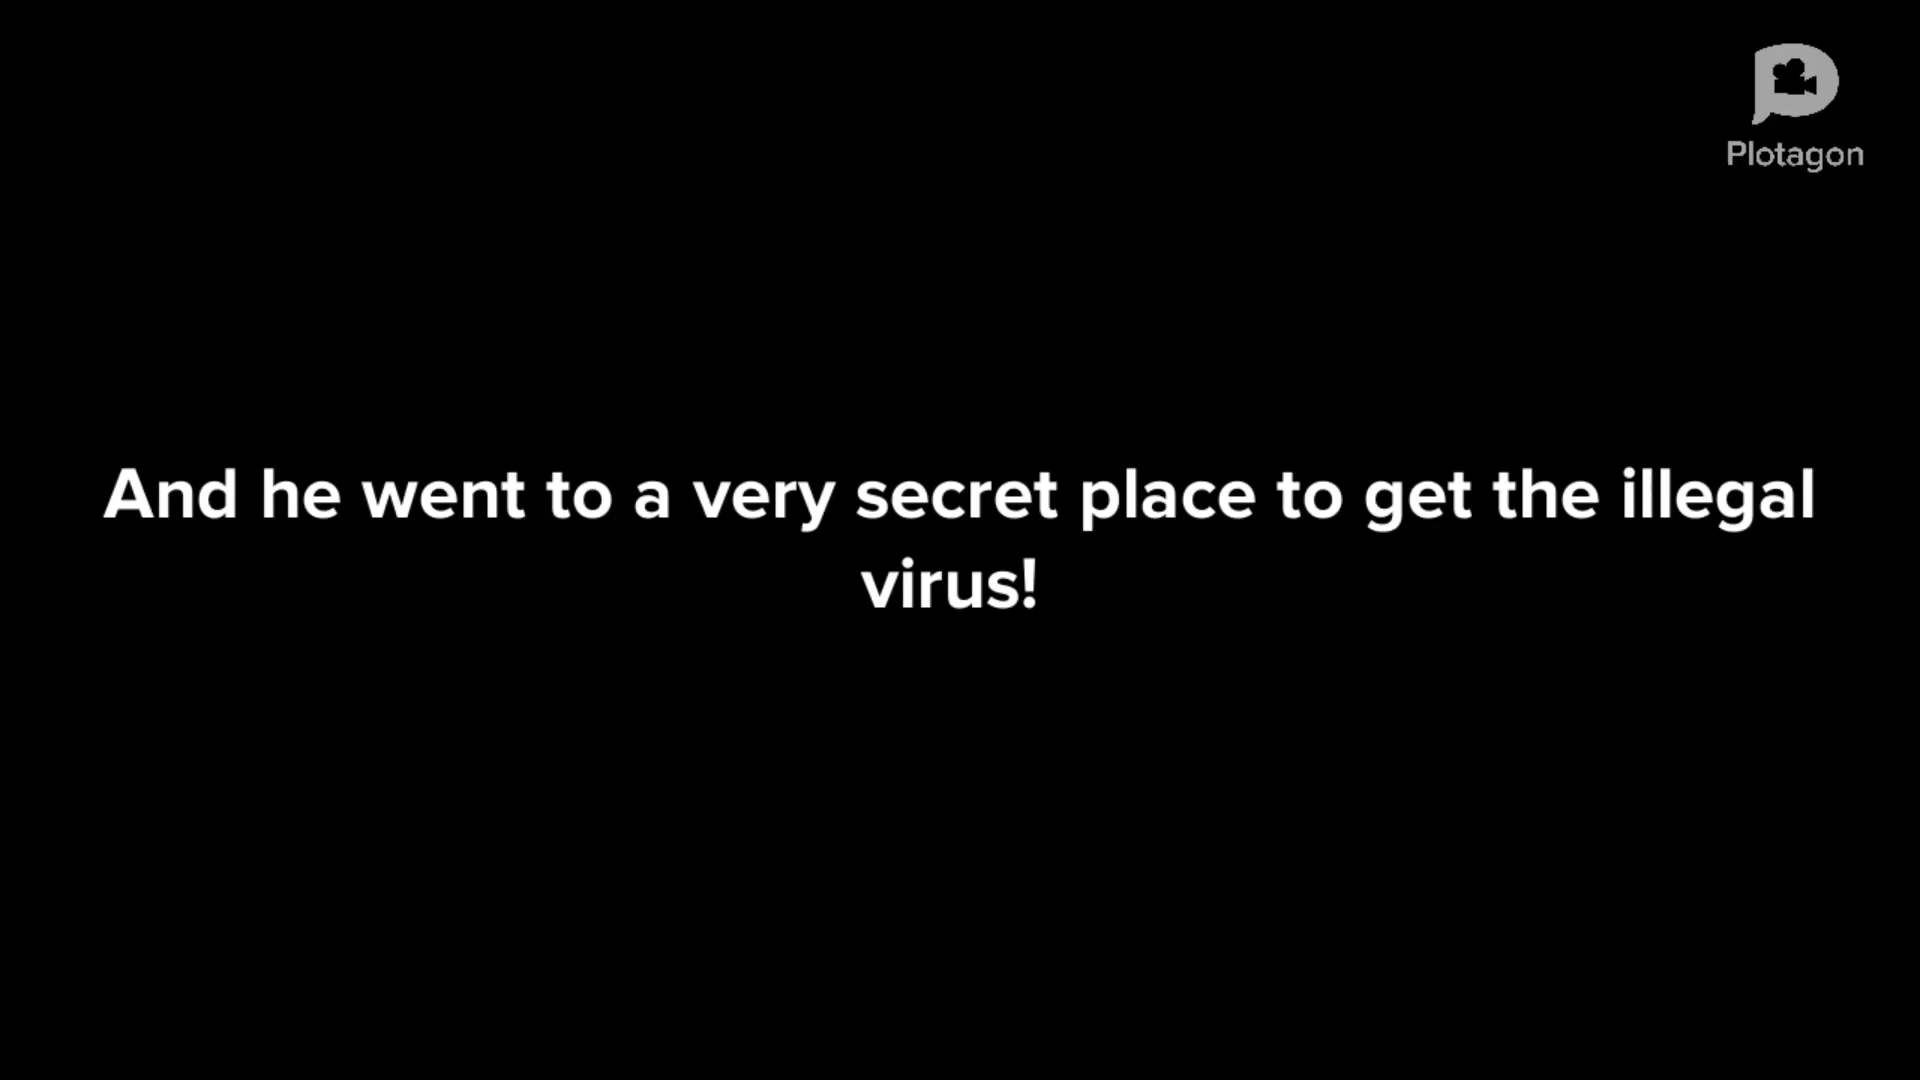 Plotagon
And he went to a very secret place to get the illegal
virus!